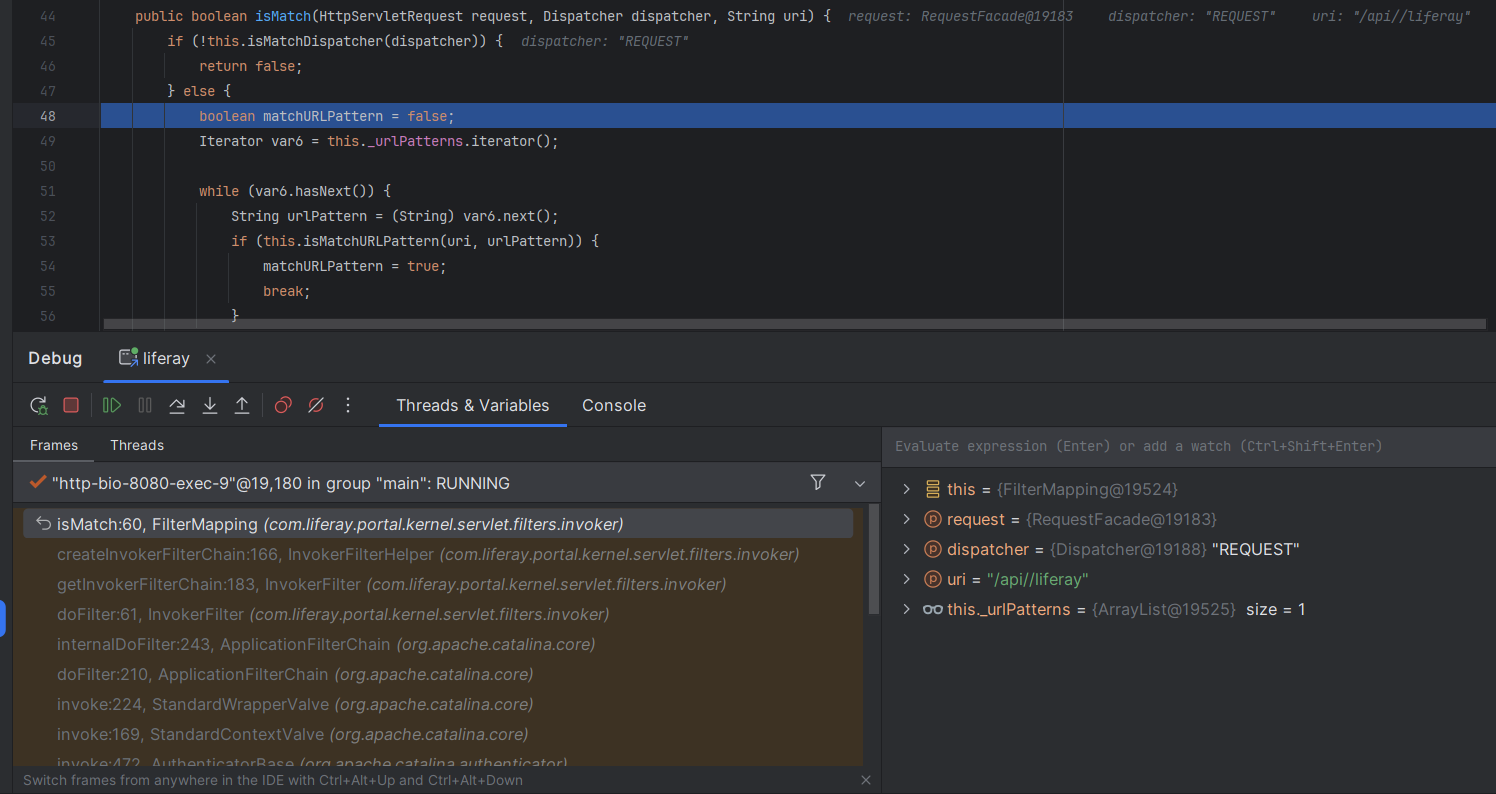 44 public boolean isMatch(HttpServletRequest request, Dispatcher dispatcher, String uri) { request: RequestFacade@19183 dispatcher: "REQUEST" uri: "/api//liferay"
45 if (!this.isMatchDispatcher(dispatcher)) { dispatcher: "REQUEST"
46 return false;
47 } else {
48 boolean matchURLPattern = false;
49 Iterator var6 = this._urlPatterns.iterator();
50
51 while (var6.hasNext()) {
52 String urlPattern = (String) var6.next();
53 if (this.isMatchURLPattern(uri, urlPattern)) {
54 matchURLPattern = true;
55 break;
56 }
Debug liferay
Threads & Variables Console
Frames Threads
Evaluate expression (Enter) or add a watch (Ctrl+Shift+Enter)
"http-bio-8080-exec-9"@19,180 in group "main": RUNNING
isMatch:60, FilterMapping (com.liferay.portal.kernel.servlet.filters.invoker)
createInvokerFilterChain:166, InvokerFilterHelper (com.liferay.portal.kernel.servlet.filters.invoker)
getInvokerFilterChain:183, InvokerFilter (com.liferay.portal.kernel.servlet.filters.invoker)
doFilter:61, InvokerFilter (com.liferay.portal.kernel.servlet.filters.invoker)
internalDoFilter:243, ApplicationFilterChain (org.apache.catalina.core)
doFilter:210, ApplicationFilterChain (org.apache.catalina.core)
invoke:224, StandardWrapperValve (org.apache.catalina.core)
invoke:169, StandardContextValve (org.apache.catalina.core)
invoke:472, AuthenticatorBase (org.apache.catalina.authenticator)
this = {FilterMapping@19524}
request = {RequestFacade@19183}
dispatcher = {Dispatcher@19188} "REQUEST"
uri = "/api//liferay"
this._urlPatterns = {ArrayList@19525} size = 1
Switch frames from anywhere in the IDE with Ctrl+Alt+Up and Ctrl+Alt+Down